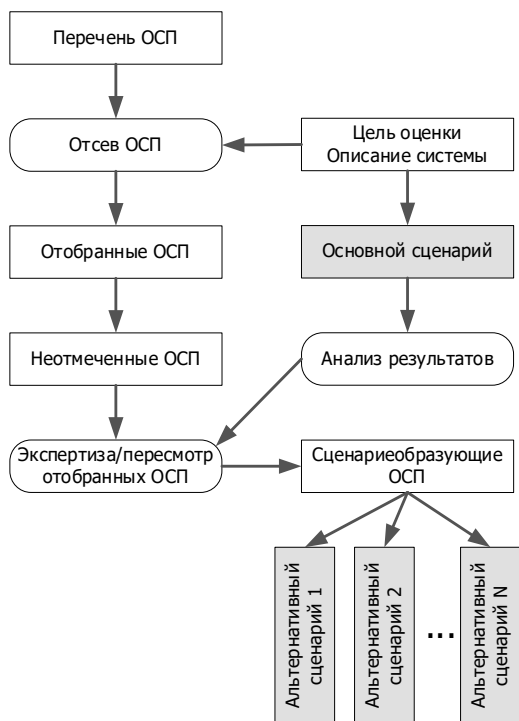 Перечень ОСП
Отсев ОСП
Цель оценки
Описание системы
Отобранные ОСП
Основной сценарий
Неотмеченные ОСП
Анализ результатов
Экспертиза/пересмотр
отобранных ОСП
Сценариеобразующие
ОСП
Альтернативный
сценарий 1
Альтернативный
сценарий 2
...
Альтернативный
сценарий N